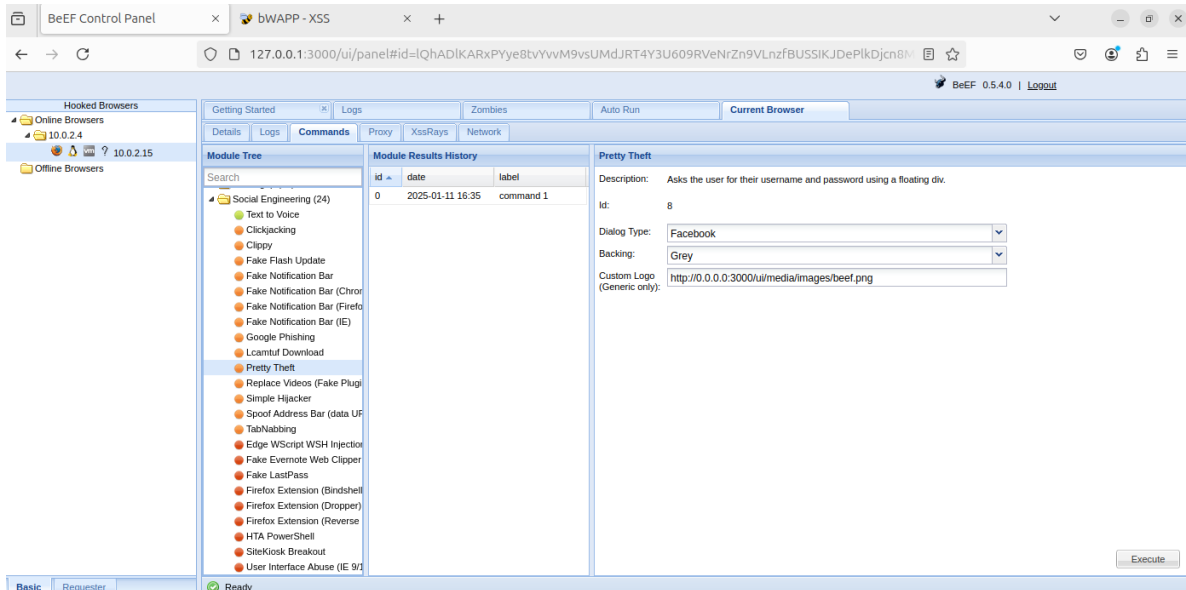 BeEF Control Panel
bWAPP - XSS
127.0.0.1:3000/ui/panel#id=
BeEF 0.5.4.0 | Logout
Hooked Browsers
Online Browsers
10.0.2.4
? 10.0.2.15
Offline Browsers
Basic
Requester
Getting Started
Logs
Zombies
Auto Run
Current Browser
Details
Logs
Commands
Proxy
XssRays
Network
Module Tree
Search
Social Engineering (24)
Text to Voice
Clickjacking
Clippy
Fake Flash Update
Fake Notification Bar
Fake Notification Bar (Chror
Fake Notification Bar (Firefo
Fake Notification Bar (IE)
Google Phishing
Lcamtuf Download
Pretty Theft
Replace Videos (Fake Plugi
Simple Hijacker
Spoof Address Bar (data UF
TabNabbing
Edge WScript WSH Injection
Fake Evernote Web Clipper
Fake LastPass
Firefox Extension (Bindshell
Firefox Extension (Dropper)
Firefox Extension (Reverse
HTA PowerShell
SiteKiosk Breakout
User Interface Abuse (IE 9/1
Module Results History
id date label
0 2025-01-11 16:35 command 1
Pretty Theft
Description: Asks the user for their username and password using a floating div.
Id: 8
Dialog Type: Facebook
Backing: Grey
Custom Logo
(Generic only): http://0.0.0.0:3000/ui/media/images/beef.png
Execute
Ready